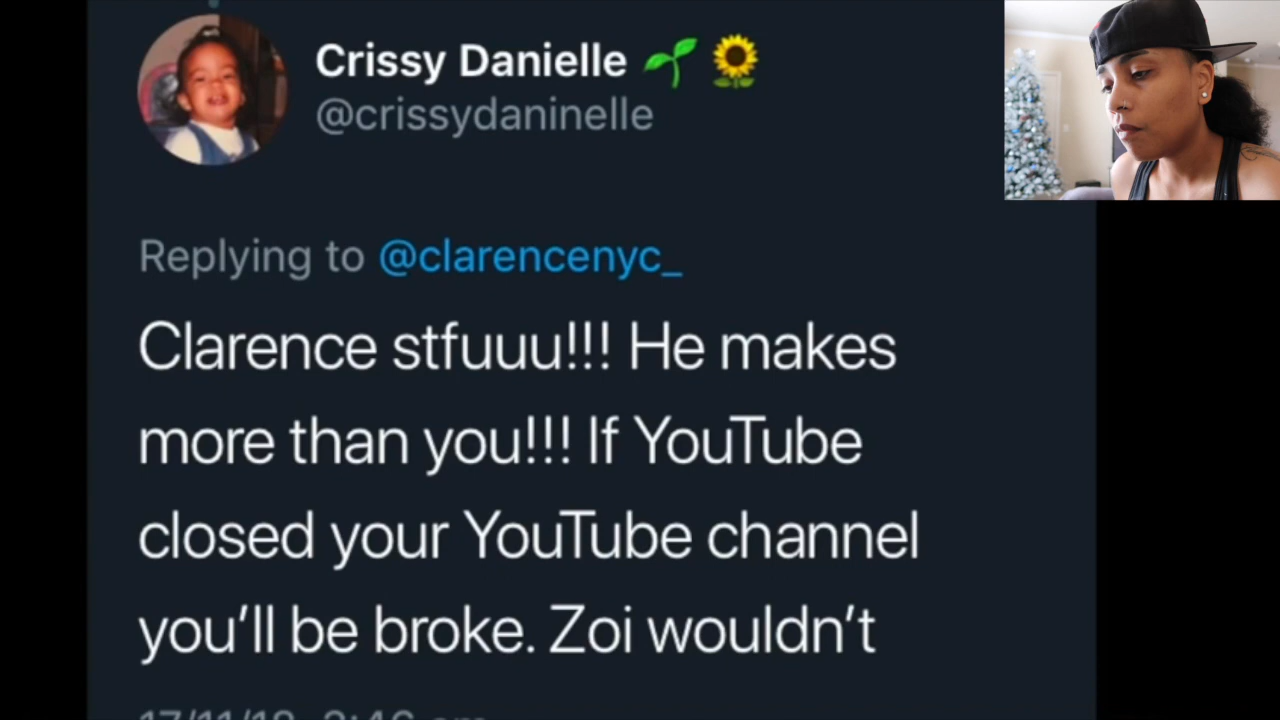 Crissy Danielle 🌱 🌻
@crissydaninelle
Replying to @clarencenyc_
Clarence stfuuu!!! He makes
more than you!!! If YouTube
closed your YouTube channel
you'll be broke. Zoi wouldn't